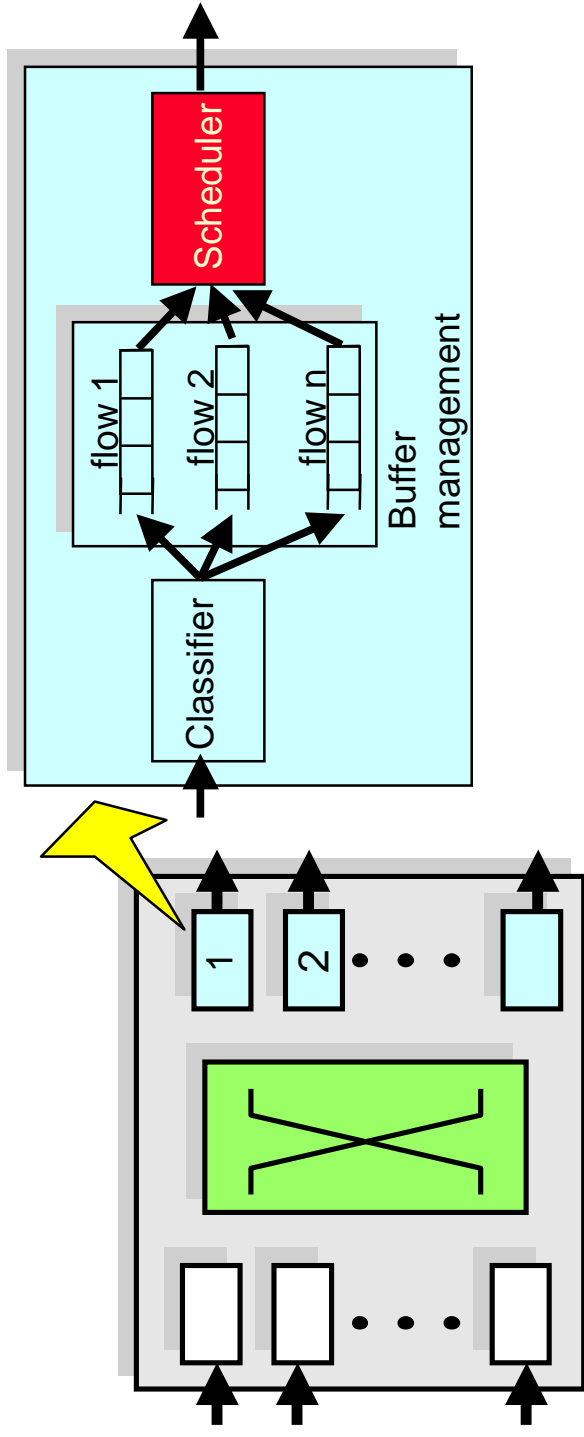 1
2
Classifier
flow 1
flow 2
flow n
Buffer
management
Scheduler